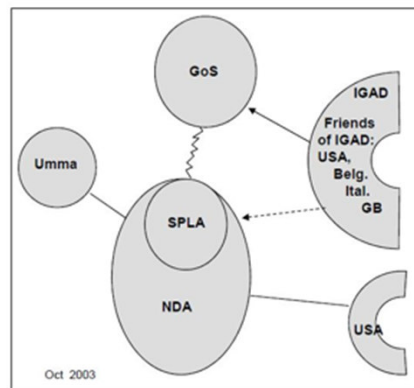 GoS
IGAD
Friends
of IGAD:
USA,
Belg.
Ital.
GB
Umma
SPLA
NDA
USA
Oct 2003